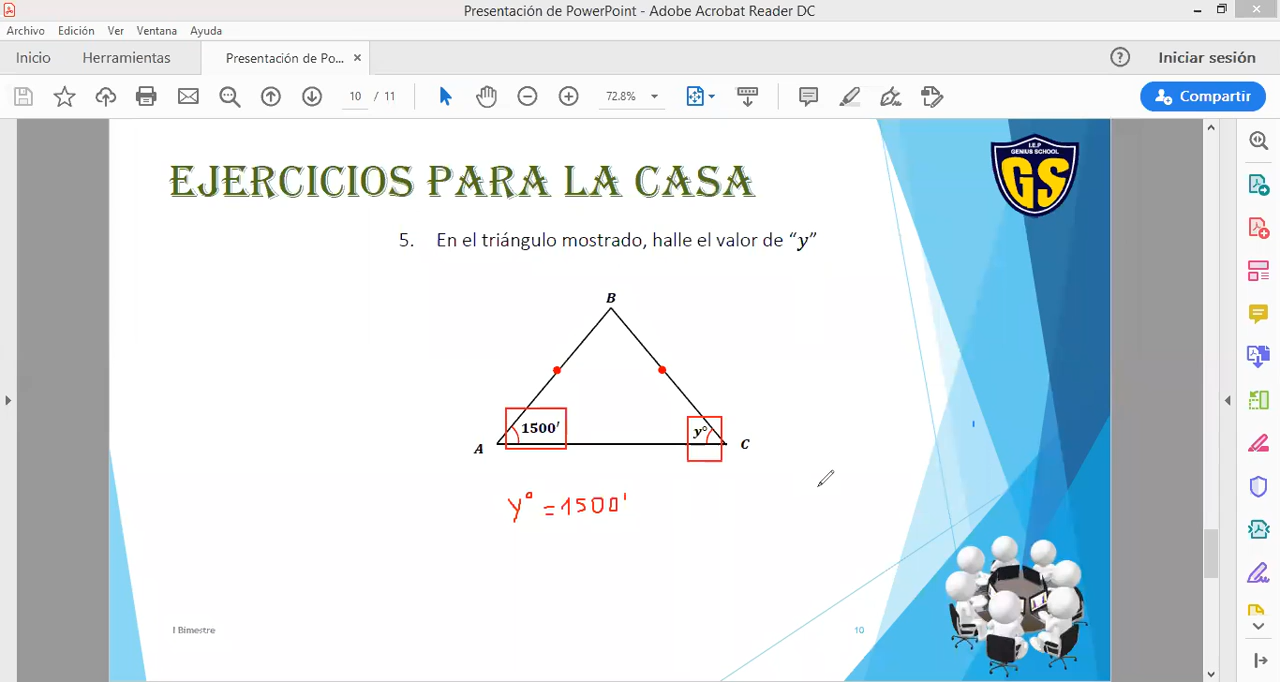 Presentación de PowerPoint - Adobe Acrobat Reader DC
Archivo Edición Ver Ventana Ayuda
Inicio Herramientas Presentación de Po... × Iniciar sesión
10 / 11 72.8% Compartir
I.E.P
GENIUS SCHOOL
GS
EJERCICIOS PARA LA CASA
5. En el triángulo mostrado, halle el valor de “y”
B
1500′ y°
A C
y° = 1500'
I Bimestre 10